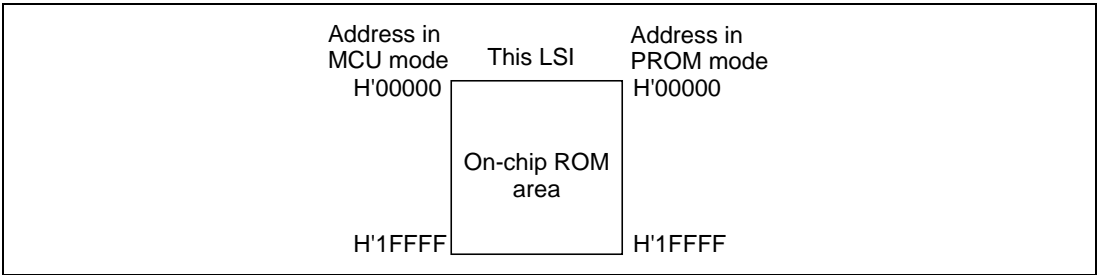 Address in
MCU mode
This LSI
Address in
PROM mode
H'00000
H'00000
On-chip ROM
area
H'1FFFF
H'1FFFF